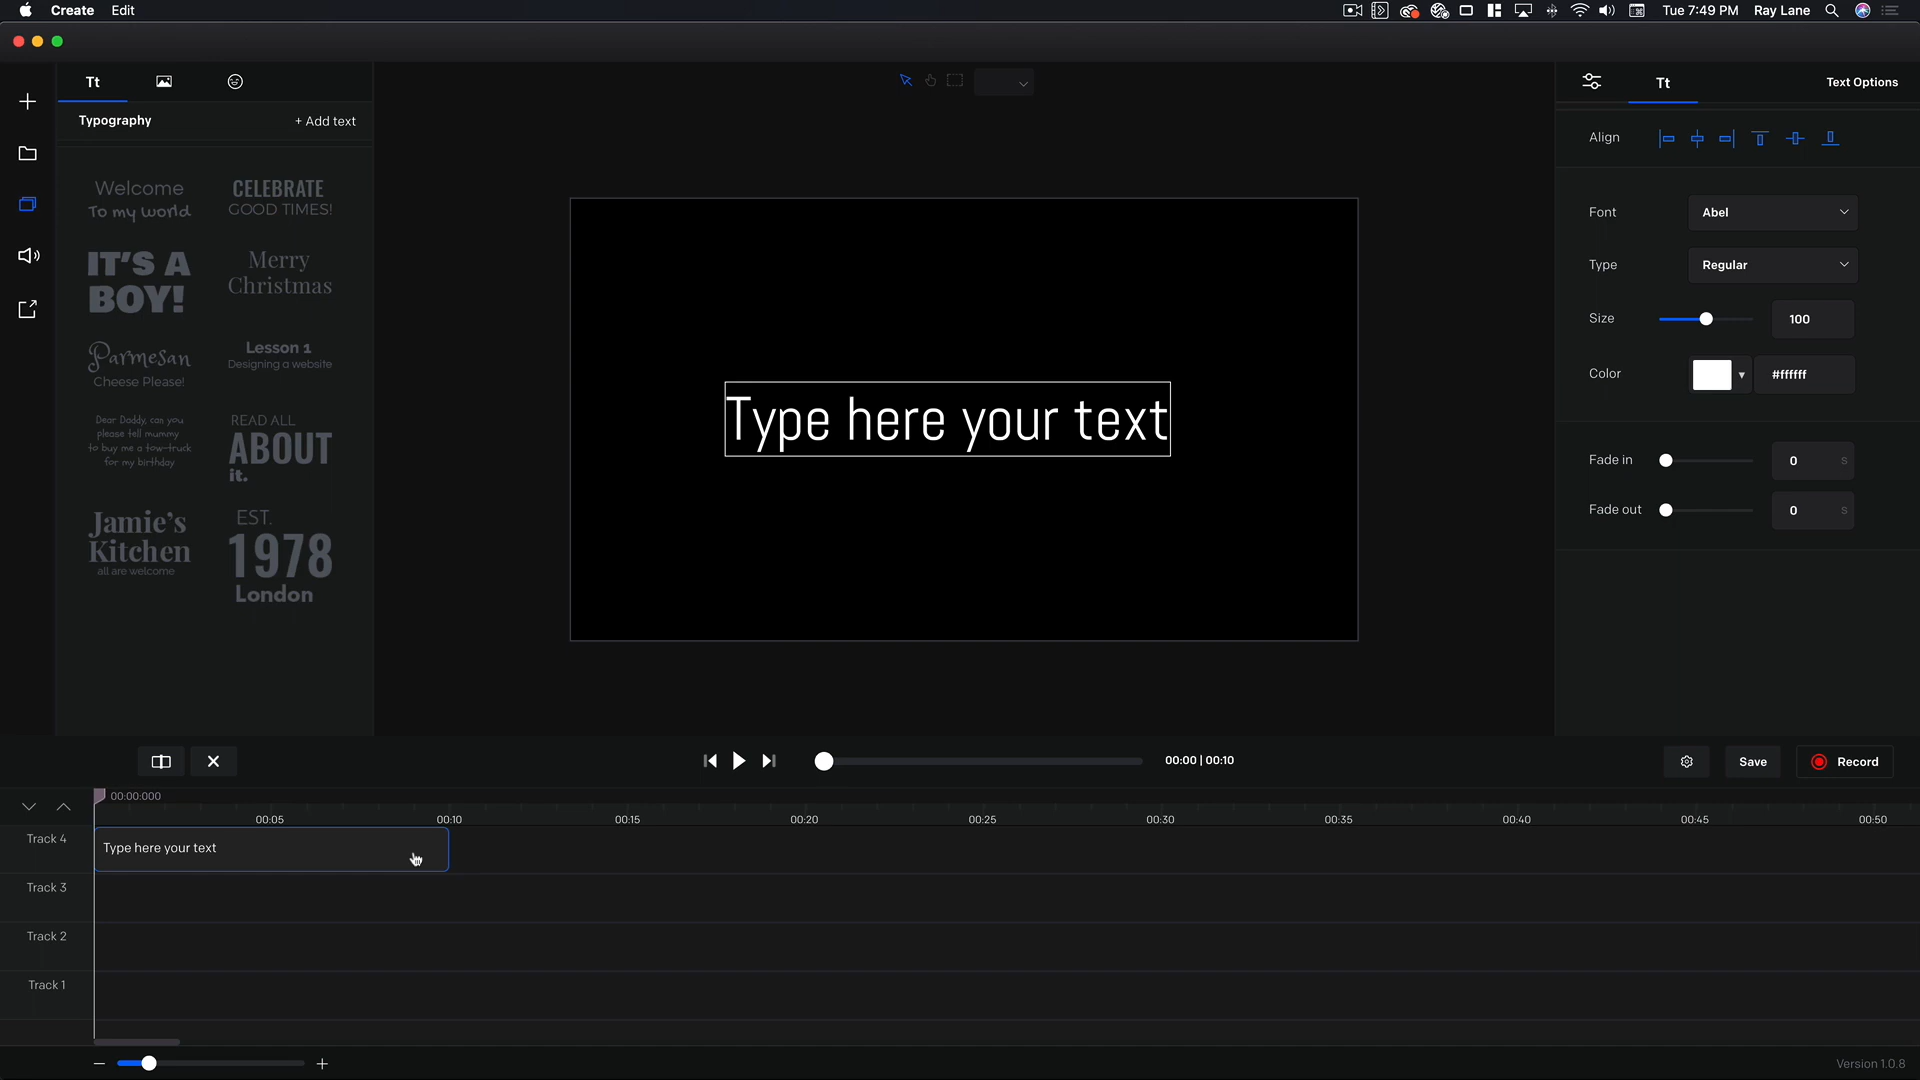 Create Edit
Tue 7:49 PM Ray Lane
Tt
Typography
+ Add text
Welcome
To my world
CELEBRATE
GOOD TIMES!
IT'S A
BOY!
Merry
Christmas
Parmesan
Cheese Please!
Lesson 1
Designing a website
Dear Daddy, can you
please tell mummy
to buy me a tow-truck
for my birthday
READ ALL
ABOUT
it.
Jamie's
Kitchen
all are welcome
EST.
1978
London
Type here your text
Tt Text Options
Align
Font Abel
Type Regular
Size 100
Color #ffffff
Fade in 0 s
Fade out 0 s
00:00 | 00:10
Save Record
00:00:000
00:05 00:10 00:15 00:20 00:25 00:30 00:35 00:40 00:45 00:50
Track 4 Type here your text
Track 3
Track 2
Track 1
Version 1.0.8